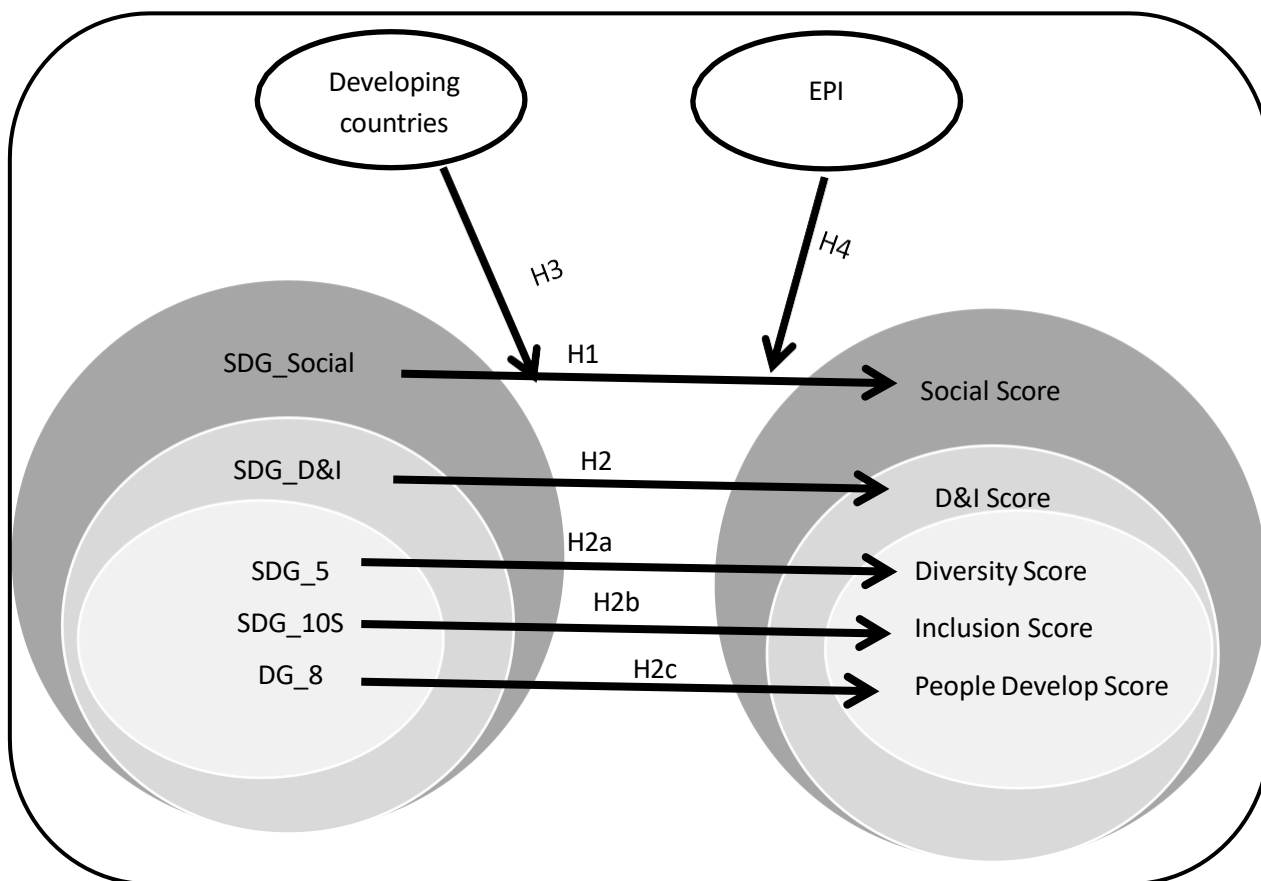 Developing
countries
EPI
H3
H4
SDG_Social
H1
Social Score
SDG_D&I
H2
D&I Score
SDG_5
H2a
Diversity Score
SDG_10S
H2b
Inclusion Score
DG_8
H2c
People Develop Score